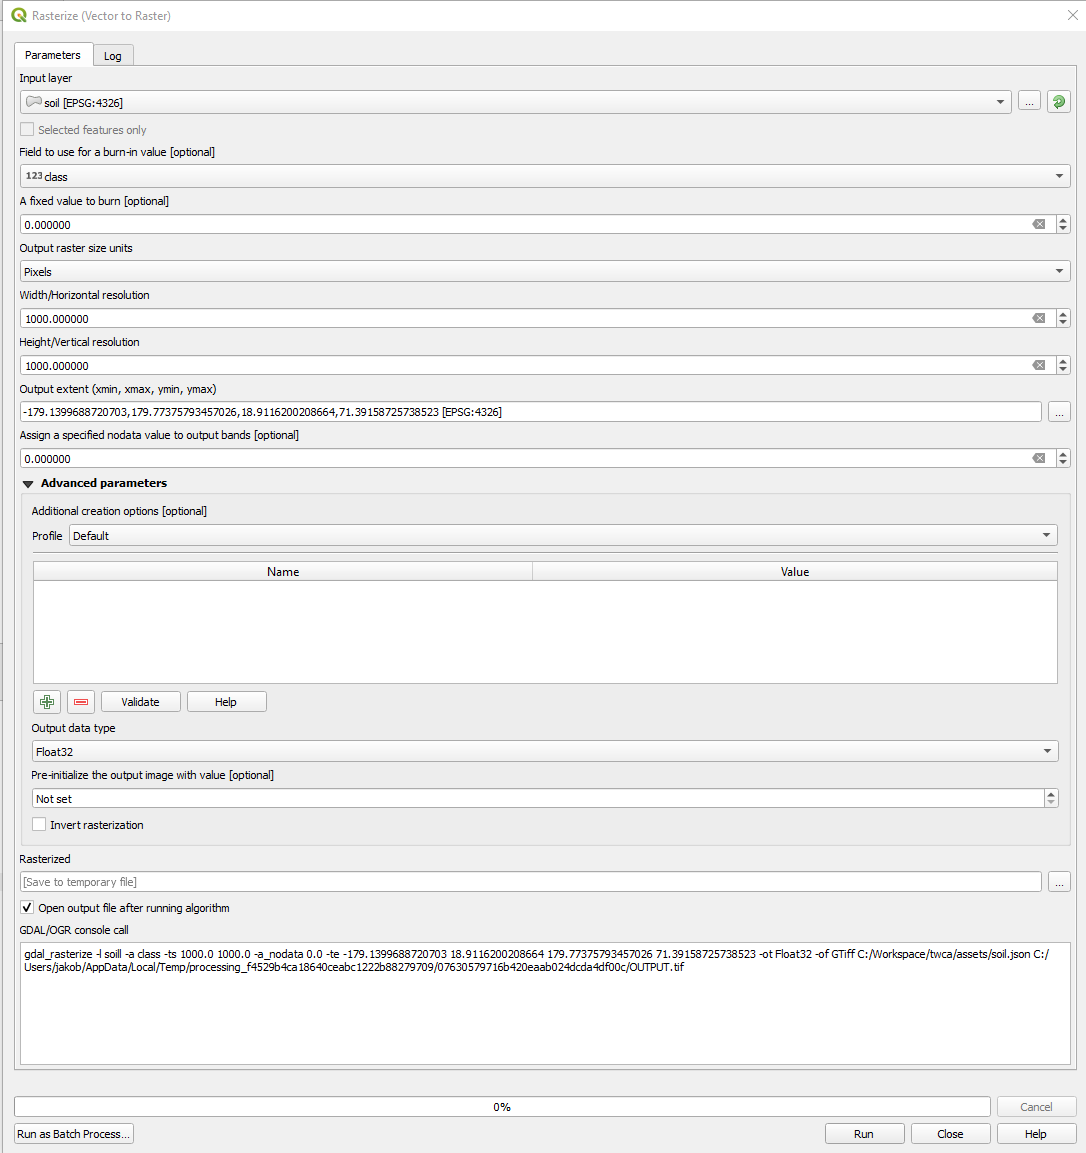 Rasterize (Vector to Raster)
Parameters
Log
Input layer
soil [EPSG:4326]
...
Selected features only
Field to use for a burn-in value [optional]
123 class
A fixed value to burn [optional]
0.000000
Output raster size units
Pixels
Width/Horizontal resolution
1000.000000
Height/Vertical resolution
1000.000000
Output extent (xmin, xmax, ymin, ymax)
-179.1399688720703,179.77375793457026,18.9116200208664,71.39158725738523 [EPSG:4326]
...
Assign a specified nodata value to output bands [optional]
0.000000
Advanced parameters
Additional creation options [optional]
Profile Default
Name Value
Validate Help
Output data type
Float32
Pre-initialize the output image with value [optional]
Not set
Invert rasterization
Rasterized
[Save to temporary file]
...
Open output file after running algorithm
GDAL/OGR console call
gdal_rasterize -l soill -a class -ts 1000.0 1000.0 -a_nodata 0.0 -te -179.1399688720703 18.9116200208664 179.77375793457026 71.39158725738523 -ot Float32 -of GTiff C:/Workspace/twca/assets/soil.json C:/
Users/jakob/AppData/Local/Temp/processing_f4529b4ca18640ceabc1222b88279709/07630579716b420eaab024dcda4df00c/OUTPUT.tif
0%
Cancel
Run as Batch Process...
Run
Close
Help